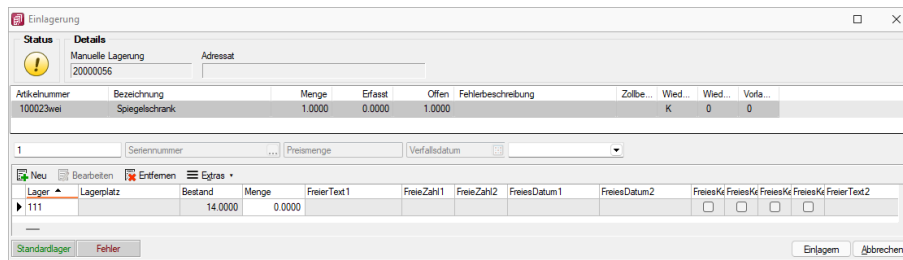 Einlagerung
Status Details
Manuelle Lagerung Adressat
20000056
Artikelnummer Bezeichnung Menge Erfasst Offen Fehlerbeschreibung Zollbe... Wied... Wied... Vorla...
100023wei Spiegelschrank 1.0000 0.0000 1.0000 K 0 0
1 Seriennummer ... Preismenge Verfallsdatum
Neu Bearbeiten Entfernen Extras
Lager Lagerplatz Bestand Menge FreierText1 FreieZahl1 FreieZahl2 FreiesDatum1 FreiesDatum2 FreiesKe FreiesKe FreiesKe FreiesKe FreierText2
111 14.0000 0.0000
Standardlager Fehler Einlagern Abbrechen